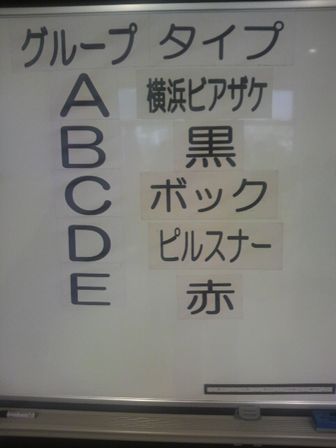 グループ タイプ
A 横浜ビアザケ
B 黒
C ボック
D ピルスナー
E 赤